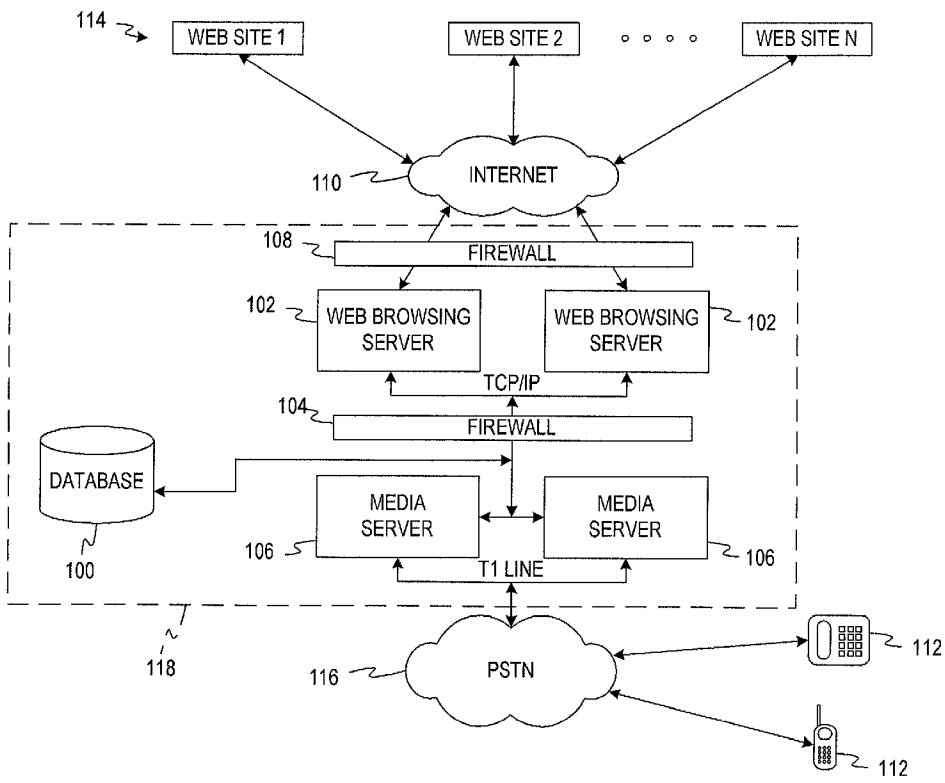 114
WEB SITE 1
WEB SITE 2
WEB SITE N
INTERNET
110
108
FIREWALL
102
WEB BROWSING
SERVER
WEB BROWSING
SERVER
102
TCP/IP
104
FIREWALL
DATABASE
100
MEDIA
SERVER
106
MEDIA
SERVER
106
T1 LINE
118
116
PSTN
112
112